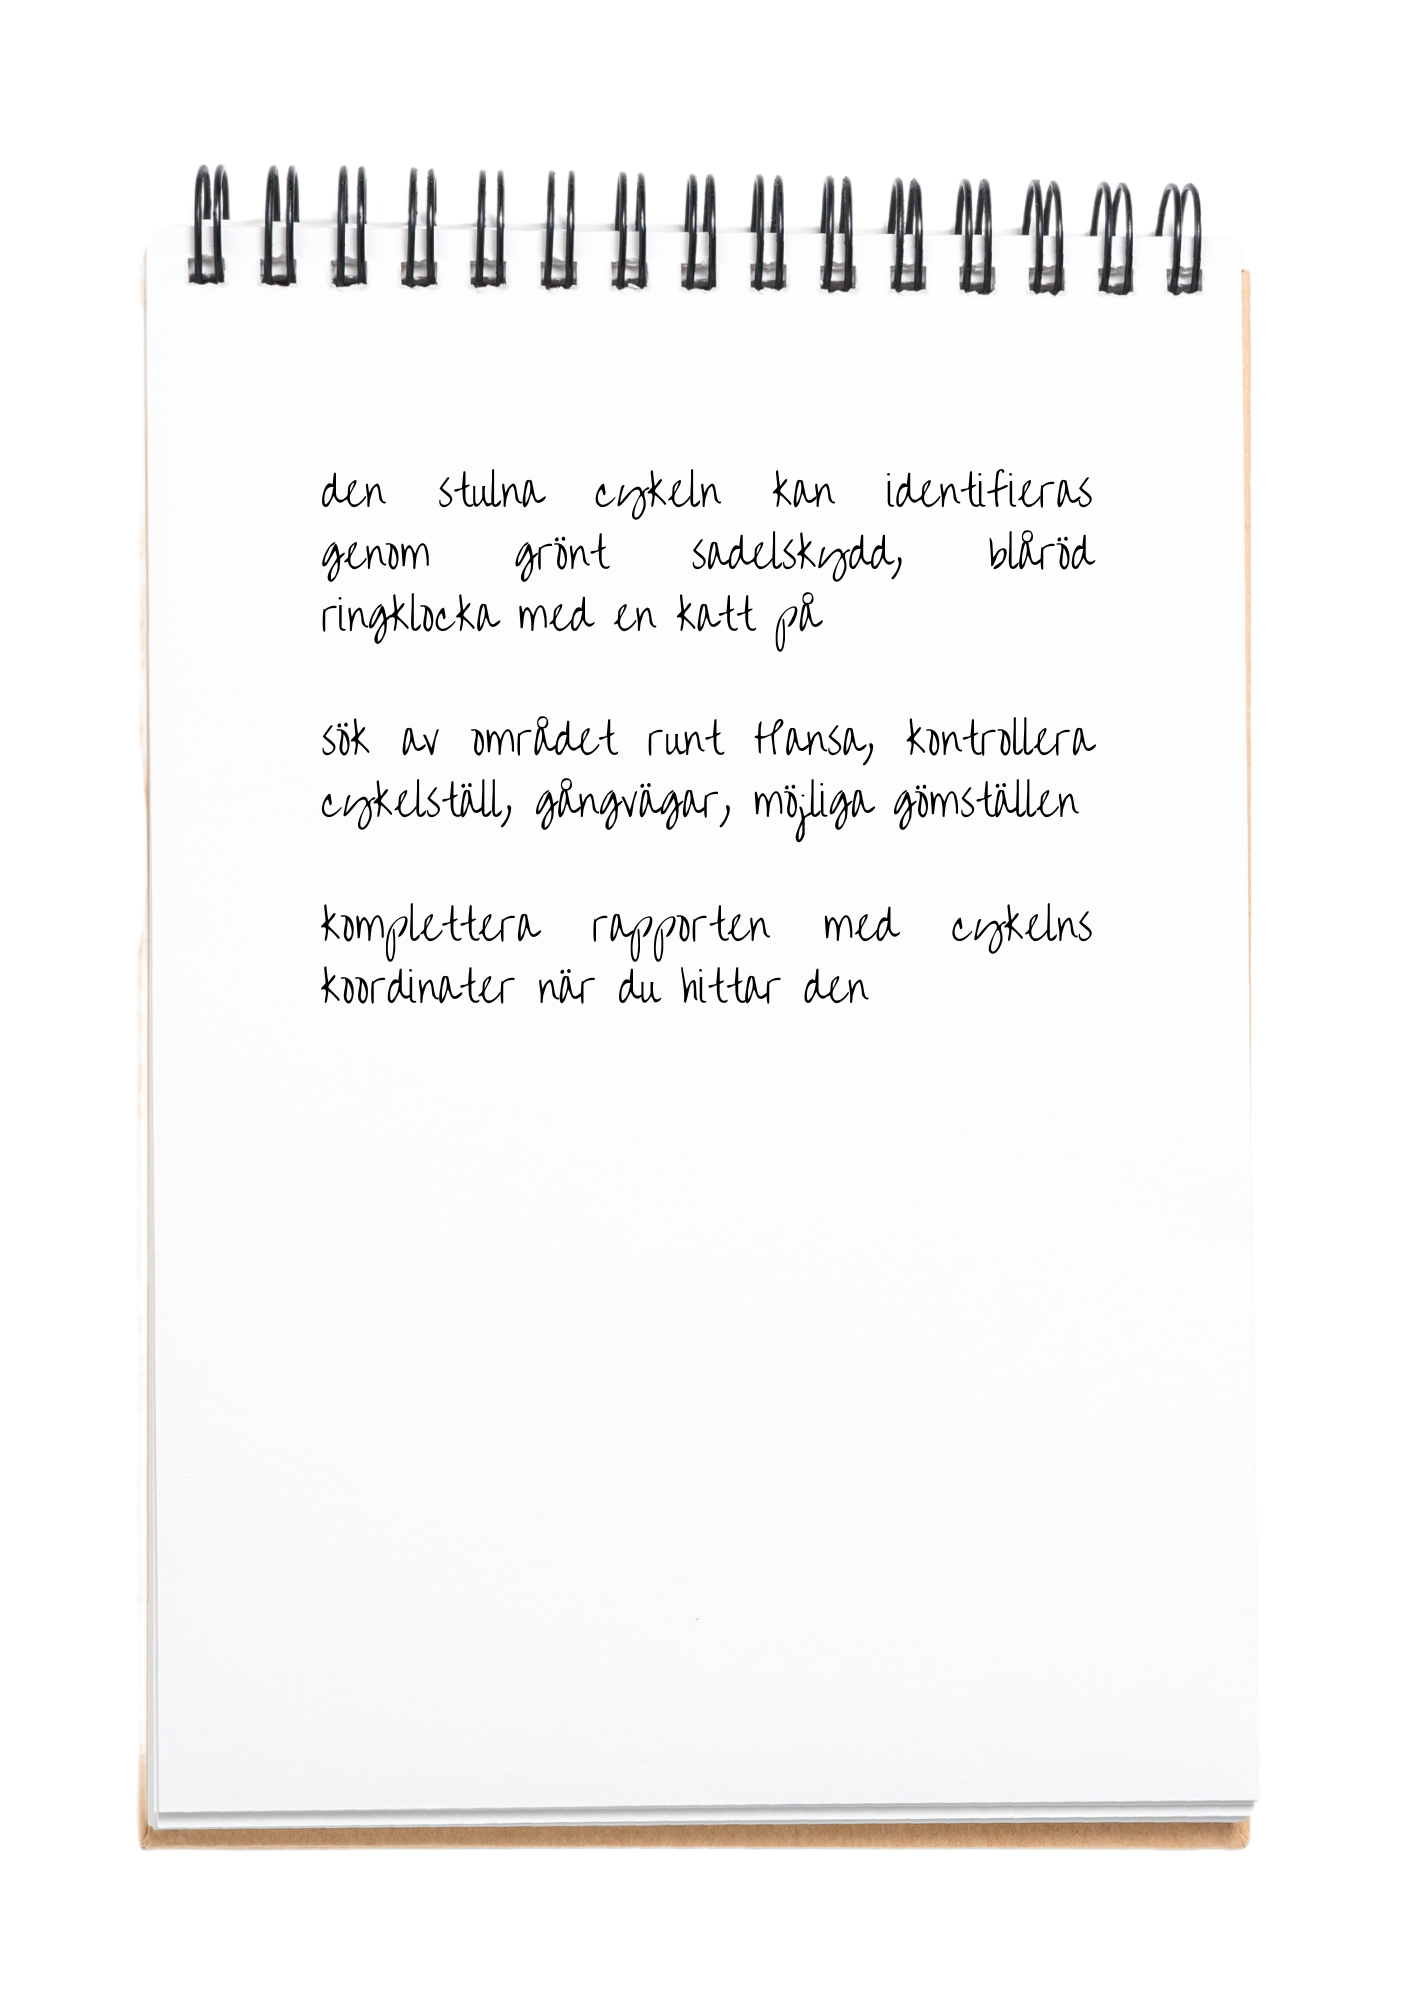 den stulna cykeln kan identifieras
genom grönt sadelskydd, blåröd
ringklocka med en katt på
sök av området runt Hansa, kontrollera
cykelställ, gångvägar, möjliga gömställen
komplettera rapporten med cykelns
koordinater när du hittar den